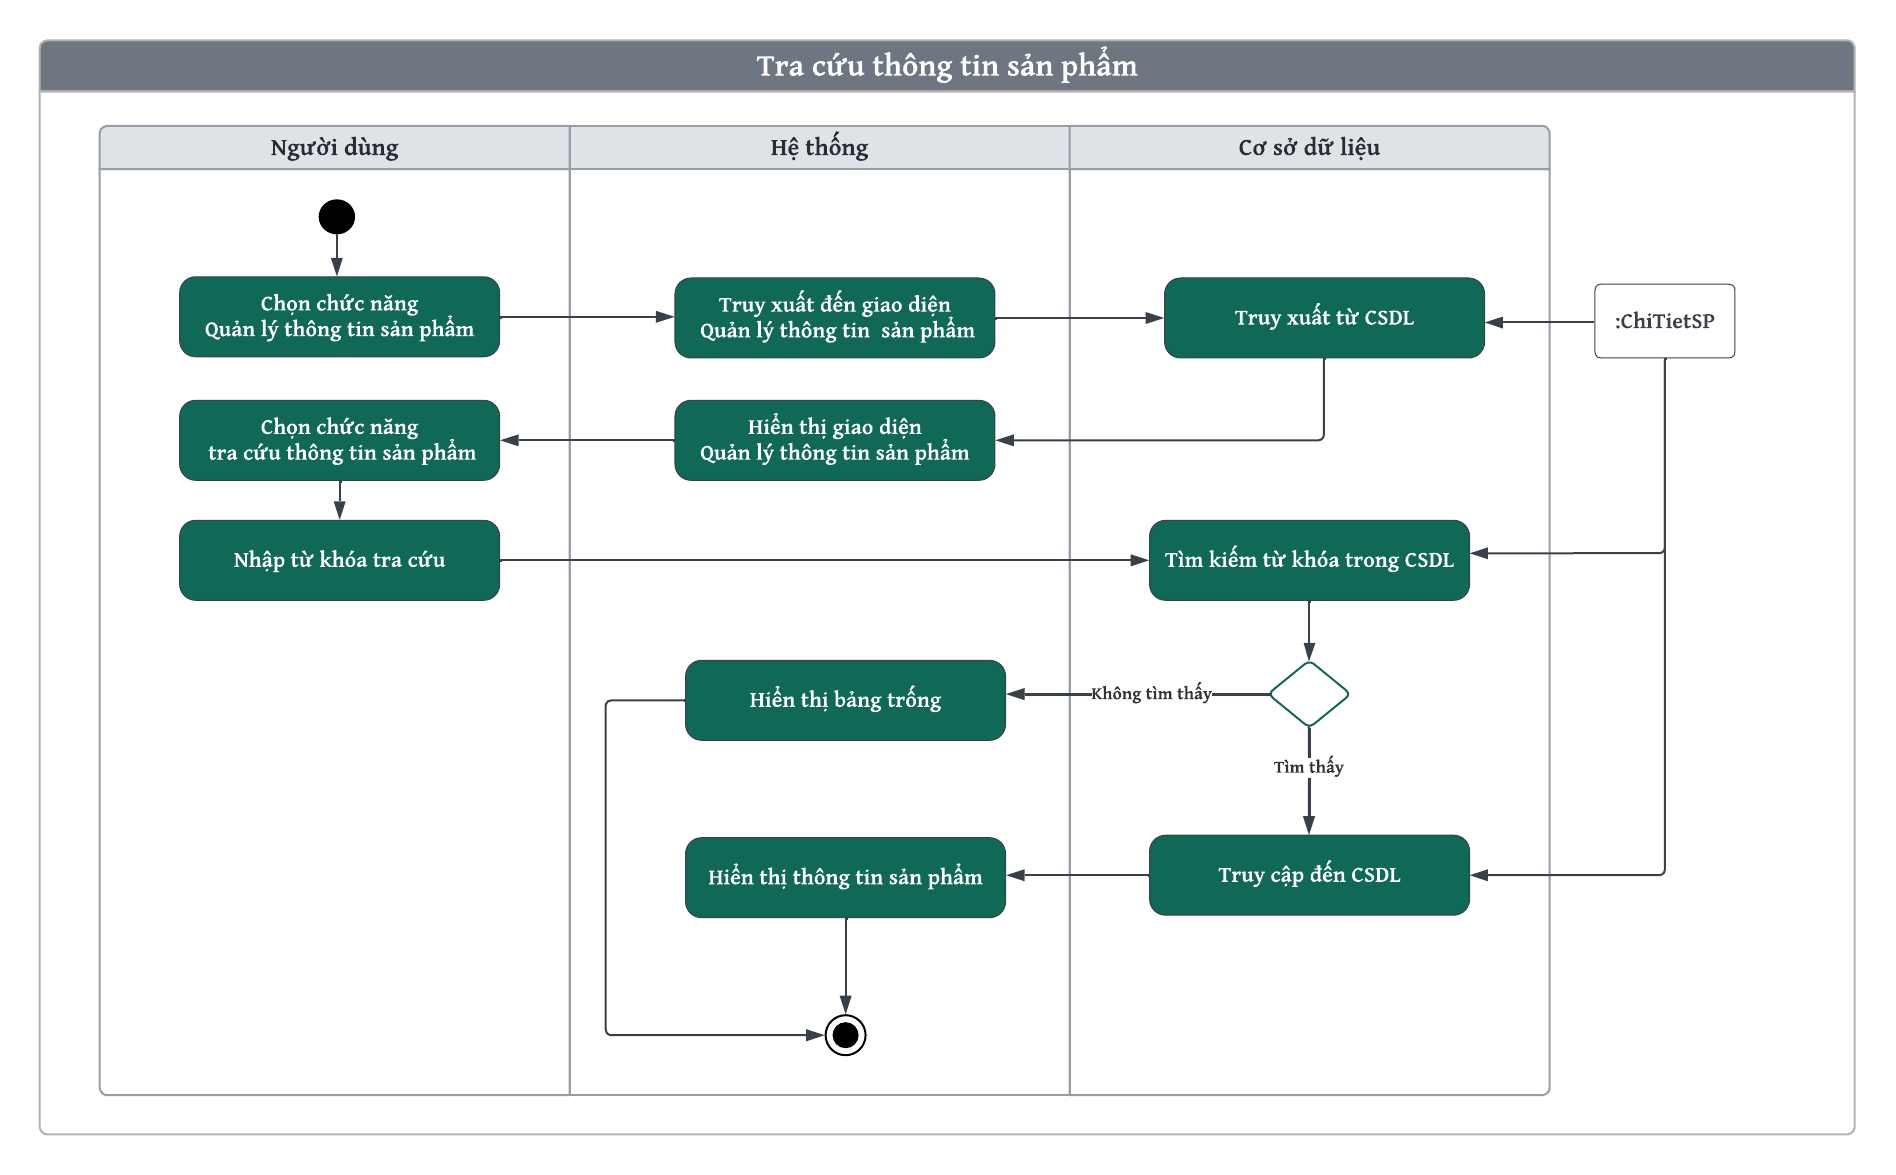 Tra cứu thông tin sản phẩm
Người dùng
Hệ thống
Cơ sở dữ liệu
Chọn chức năng
Quản lý thông tin sản phẩm
Truy xuất đến giao diện
Quản lý thông tin  sản phẩm
Truy xuất từ CSDL
:ChiTietSP
Chọn chức năng
tra cứu thông tin sản phẩm
Hiển thị giao diện
Quản lý thông tin sản phẩm
Nhập từ khóa tra cứu
Tìm kiếm từ khóa trong CSDL
Hiển thị bảng trống
Không tìm thấy
Tìm thấy
Hiển thị thông tin sản phẩm
Truy cập đến CSDL